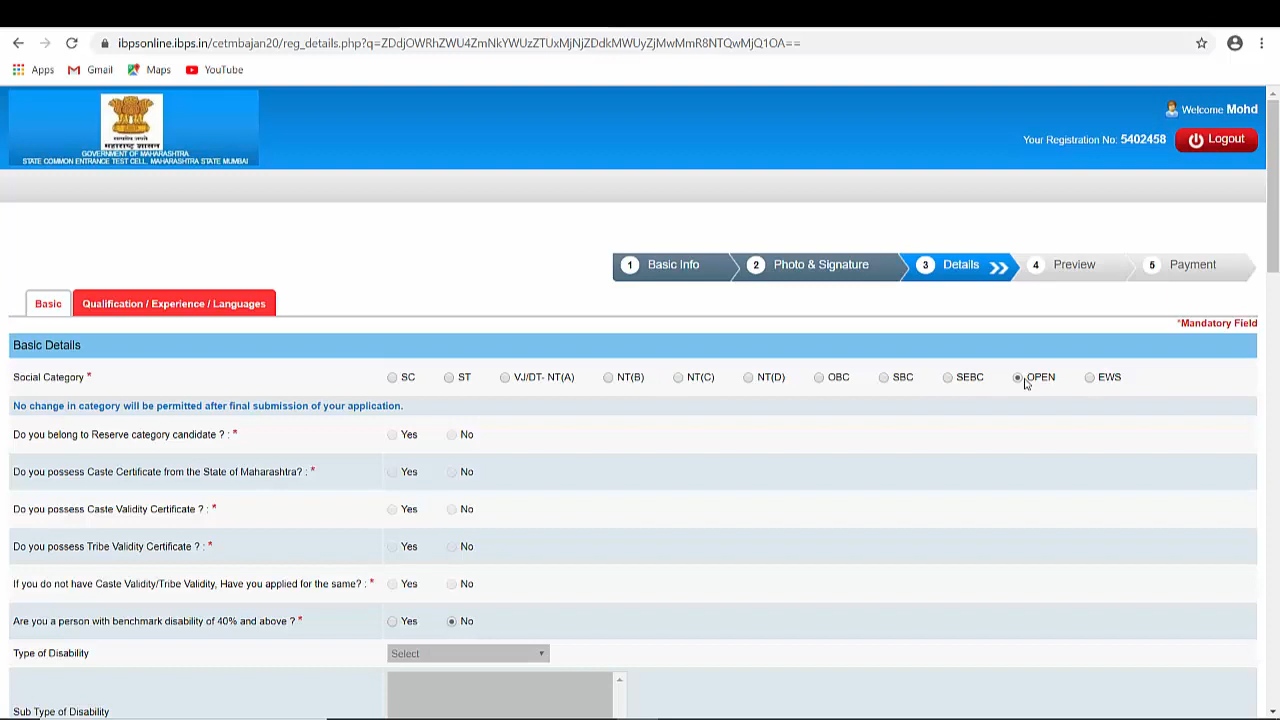 ibpsonline.ibps.in/cetmbajan20/reg_details.php?q=ZDdjOWRhZWU4ZmNkYWUzZTUxMjNjZDdkMWUyZjMwMmR8NTQwMjQ1OA==
Apps Gmail Maps YouTube
महाराष्ट्र शासन
GOVERNMENT OF MAHARASHTRA
STATE COMMON ENTRANCE TEST CELL, MAHARASHTRA STATE MUMBAI
Welcome Mohd
Your Registration No: 5402458 Logout
1 Basic Info 2 Photo & Signature 3 Details 4 Preview 5 Payment
Basic Qualification / Experience / Languages
*Mandatory Field
Basic Details
Social Category * SC ST VJ/DT- NT(A) NT(B) NT(C) NT(D) OBC SBC SEBC OPEN EWS
No change in category will be permitted after final submission of your application.
Do you belong to Reserve category candidate ? : * Yes No
Do you possess Caste Certificate from the State of Maharashtra? : * Yes No
Do you possess Caste Validity Certificate ? : * Yes No
Do you possess Tribe Validity Certificate ? : * Yes No
If you do not have Caste Validity/Tribe Validity, Have you applied for the same? : * Yes No
Are you a person with benchmark disability of 40% and above ? * Yes No
Type of Disability Select
Sub Type of Disability